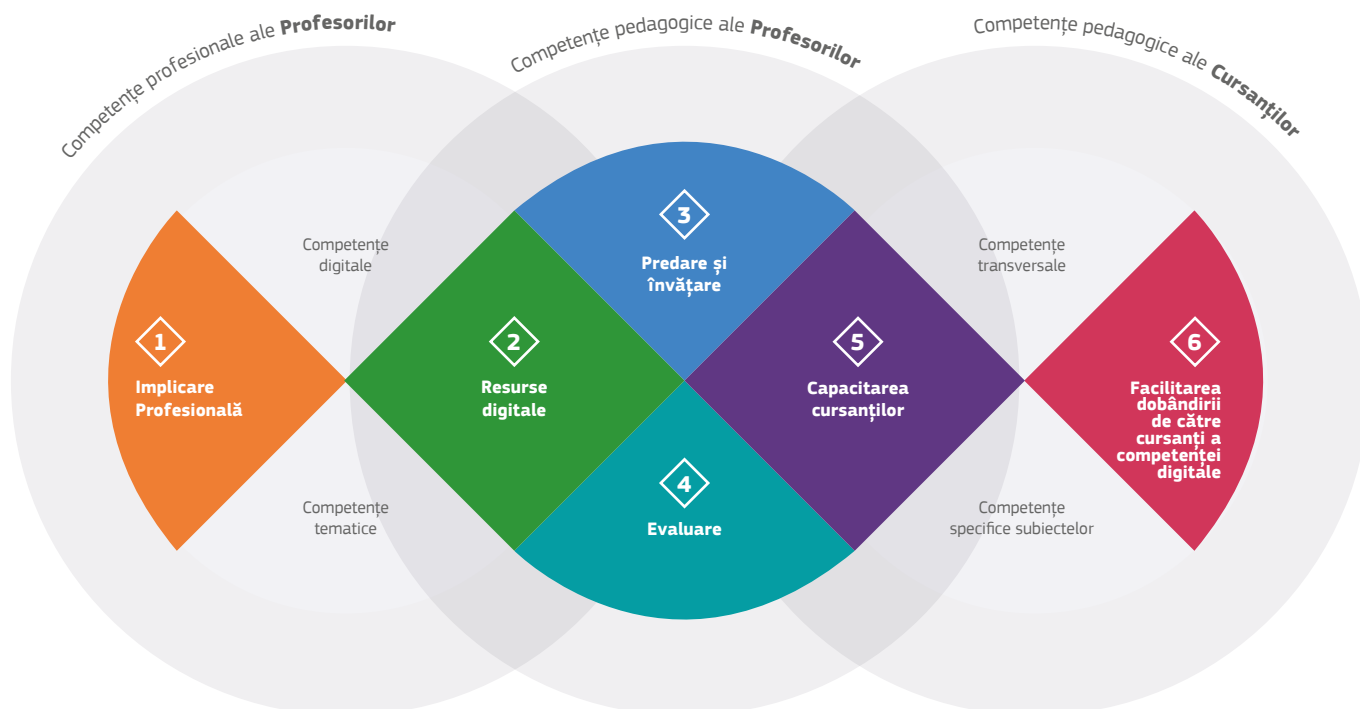 Competențe profesionale ale Profesorilor
Competențe pedagogice ale Profesorilor
Competențe pedagogice ale Cursanților
Competențe
digitale
Competențe
tematice
1
Implicare
Profesională
2
Resurse
digitale
3
Predare și
învățare
4
Evaluare
5
Capacitarea
cursanților
Competențe
transversale
Competențe
specifice subiectelor
6
Facilitarea
dobândirii
de către
cursanți a
competenței
digitale